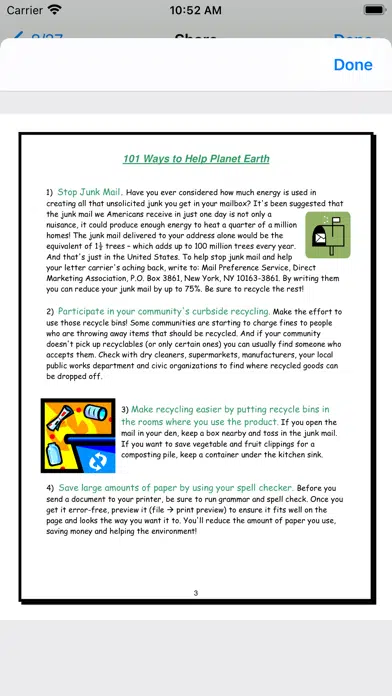 Carrier 10:52 AM
Done
101 Ways to Help Planet Earth
1) Stop Junk Mail. Have you ever considered how much energy is used in
creating all that unsolicited junk you get in your mailbox? It's been suggested that
the junk mail we Americans receive in just one day is not only a
nuisance, it could produce enough energy to heat a quarter of a million
homes! The junk mail delivered to your address alone would be the
equivalent of 1½ trees – which adds up to 100 million trees every year.
And that's just in the United States. To help stop junk mail and help
your letter carrier's aching back, write to: Mail Preference Service, Direct
Marketing Association, P.O. Box 3861, New York, NY 10163-3861. By writing them
you can reduce your junk mail by up to 75%. Be sure to recycle the rest!
2) Participate in your community's curbside recycling. Make the effort to
use those recycle bins! Some communities are starting to charge fines to people
who are throwing away items that should be recycled. And if your community
doesn't pick up recyclables (or only certain ones) you can usually find someone who
accepts them. Check with dry cleaners, supermarkets, manufacturers, your local
public works department and civic organizations to find where recycled goods can
be dropped off.
3) Make recycling easier by putting recycle bins in
the rooms where you use the product. If you open the
mail in your den, keep a box nearby and toss in the junk mail.
If you want to save vegetable and fruit clippings for a
composting pile, keep a container under the kitchen sink.
4) Save large amounts of paper by using your spell checker. Before you
send a document to your printer, be sure to run grammar and spell check. Once you
get it error-free, preview it (file → print preview) to ensure it fits well on the
page and looks the way you want it to. You'll reduce the amount of paper you use,
saving money and helping the environment!
3